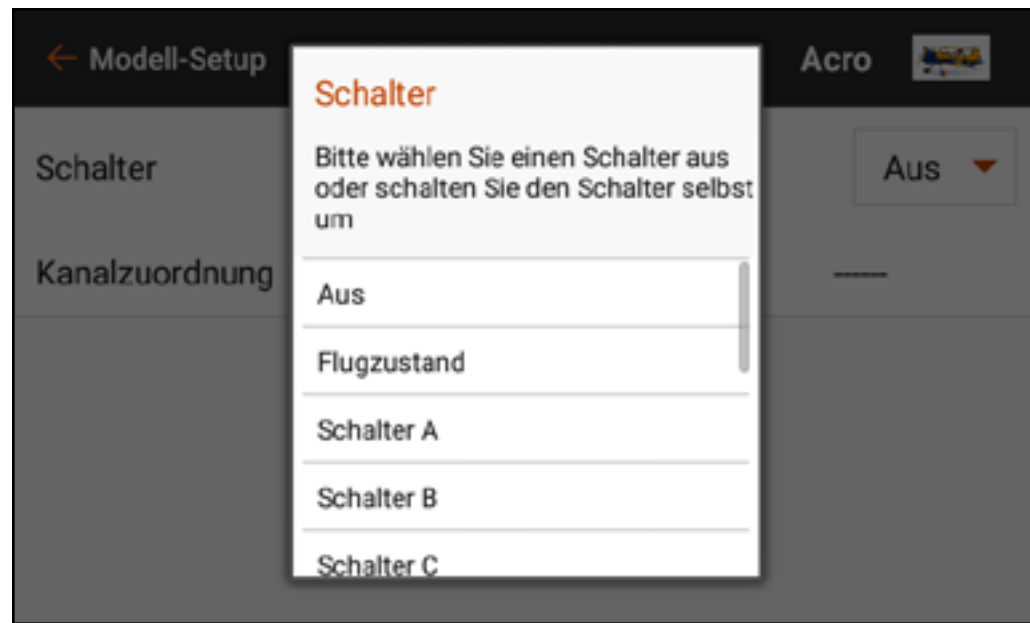 ← Modell-Setup
Acro
Schalter
Aus
Kanalzuordnung
------
Schalter
Bitte wählen Sie einen Schalter aus
oder schalten Sie den Schalter selbst
um
Aus
Flugzustand
Schalter A
Schalter B
Schalter C